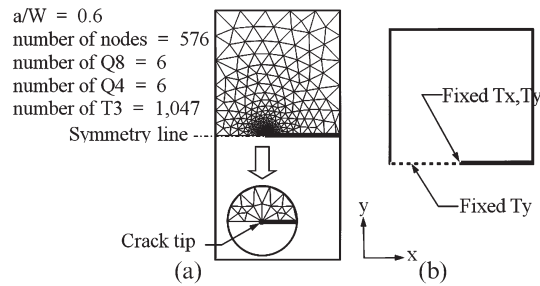 a/W = 0.6
number of nodes = 576
number of Q8 = 6
number of Q4 = 6
number of T3 = 1,047
Symmetry line
Crack tip
(a)
Fixed Tx,Ty
Fixed Ty
y
x
(b)